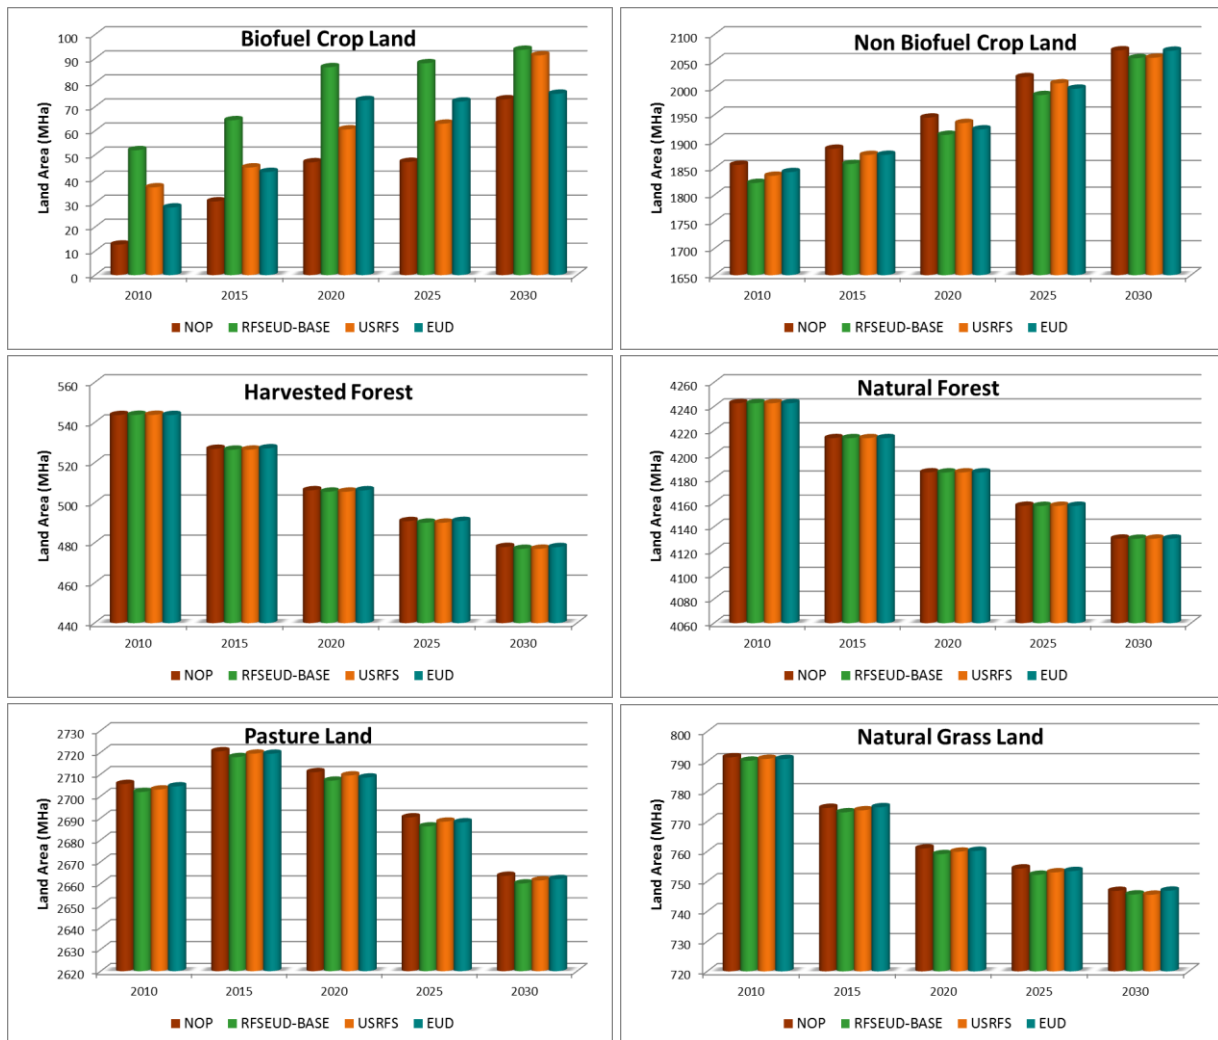 Biofuel Crop Land
Land Area (MHa)
100
90
80
70
60
50
40
30
20
10
0
2010 2015 2020 2025 2030
NOP RFSEUD-BASE USRFS EUD
Non Biofuel Crop Land
Land Area (MHa)
2100
2050
2000
1950
1900
1850
1800
1750
1700
1650
2010 2015 2020 2025 2030
NOP RFSEUD-BASE USRFS EUD
Harvested Forest
Land Area (MHa)
560
540
520
500
480
460
440
2010 2015 2020 2025 2030
NOP RFSEUD-BASE USRFS EUD
Natural Forest
Land Area (MHa)
4260
4240
4220
4200
4180
4160
4140
4120
4100
4080
4060
2010 2015 2020 2025 2030
NOP RFSEUD-BASE USRFS EUD
Pasture Land
Land Area (MHa)
2730
2720
2710
2700
2690
2680
2670
2660
2650
2640
2630
2620
2010 2015 2020 2025 2030
NOP RFSEUD-BASE USRFS EUD
Natural Grass Land
Land Area (MHa)
800
790
780
770
760
750
740
730
720
2010 2015 2020 2025 2030
NOP RFSEUD-BASE USRFS EUD